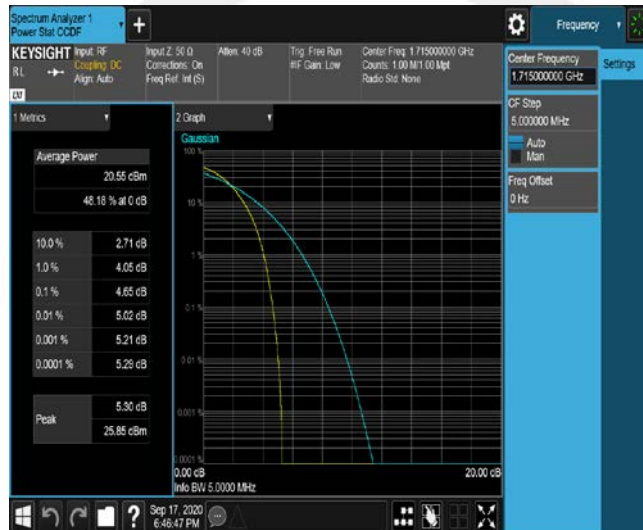 Spectrum Analyzer 1
Power Stat CCDF
Frequency
KEYSIGHT
Input: RF
Coupling: DC
Align: Auto
Input Z: 50 Ω
Corrections: On
Freq Ref: Int (S)
Atten: 40 dB
Trig: Free Run
#IF Gain: Low
Center Freq: 1.715000000 GHz
Counts: 1.00 M/1.00 Mpt
Radio Std: None
RL
Center Frequency
1.715000000 GHz
Settings
CF Step
5.000000 MHz
Auto
Man
Freq Offset
0 Hz
1 Metrics
2 Graph
Average Power
20.55 dBm
48.18 % at 0 dB
10.0 % 2.71 dB
1.0 % 4.05 dB
0.1 % 4.65 dB
0.01 % 5.02 dB
0.001 % 5.21 dB
0.0001 % 5.29 dB
Peak
5.30 dB
25.85 dBm
Gaussian
100 %
10 %
1 %
0.1 %
0.01 %
0.001 %
0.0001 %
0.00 dB
20.00 dB
Info BW 5.0000 MHz
?
Sep 17, 2020
6:46:47 PM